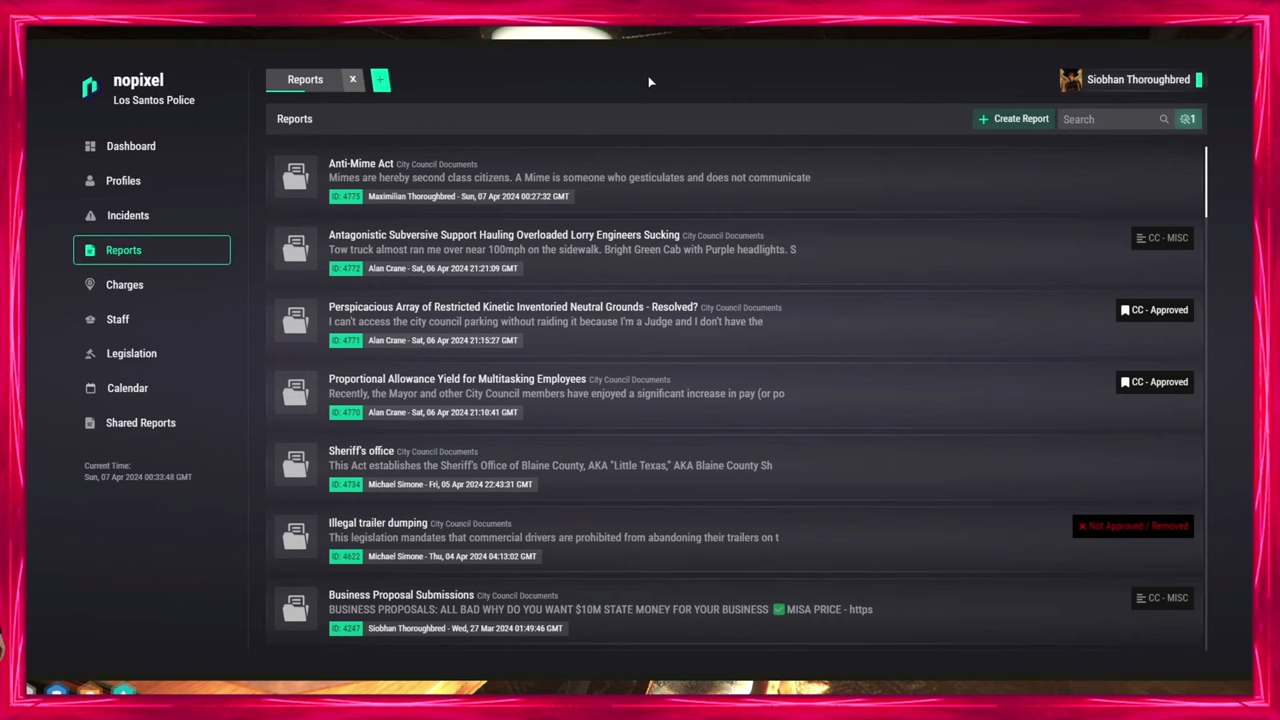 nopixel
Los Santos Police
Dashboard
Profiles
Incidents
Reports
Charges
Staff
Legislation
Calendar
Shared Reports
Current Time:
Sun, 07 Apr 2024 00:33:48 GMT
Reports x +
Siobhan Thoroughbred
Reports
+ Create Report
Search
1
Anti-Mime Act City Council Documents
Mimes are hereby second class citizens. A Mime is someone who gesticulates and does not communicate
ID: 4775 Maximilian Thoroughbred - Sun, 07 Apr 2024 00:27:32 GMT
Antagonistic Subversive Support Hauling Overloaded Lorry Engineers Sucking City Council Documents
Tow truck almost ran me over near 100mph on the sidewalk. Bright Green Cab with Purple headlights. S
ID: 4772 Alan Crane - Sat, 06 Apr 2024 21:21:09 GMT
CC - MISC
Perspicacious Array of Restricted Kinetic Inventoried Neutral Grounds - Resolved? City Council Documents
I can't access the city council parking without raiding it because I'm a Judge and I don't have the
ID: 4771 Alan Crane - Sat, 06 Apr 2024 21:15:27 GMT
CC - Approved
Proportional Allowance Yield for Multitasking Employees City Council Documents
Recently, the Mayor and other City Council members have enjoyed a significant increase in pay (or po
ID: 4770 Alan Crane - Sat, 06 Apr 2024 21:10:41 GMT
CC - Approved
Sheriff's office City Council Documents
This Act establishes the Sheriff's Office of Blaine County, AKA "Little Texas," AKA Blaine County Sh
ID: 4734 Michael Simone - Fri, 05 Apr 2024 22:43:31 GMT
Illegal trailer dumping City Council Documents
This legislation mandates that commercial drivers are prohibited from abandoning their trailers on t
ID: 4622 Michael Simone - Thu, 04 Apr 2024 04:13:02 GMT
Not Approved / Removed
Business Proposal Submissions City Council Documents
BUSINESS PROPOSALS: ALL BAD WHY DO YOU WANT $10M STATE MONEY FOR YOUR BUSINESS ✅ MISA PRICE - https
ID: 4247 Siobhan Thoroughbred - Wed, 27 Mar 2024 01:49:46 GMT
CC - MISC